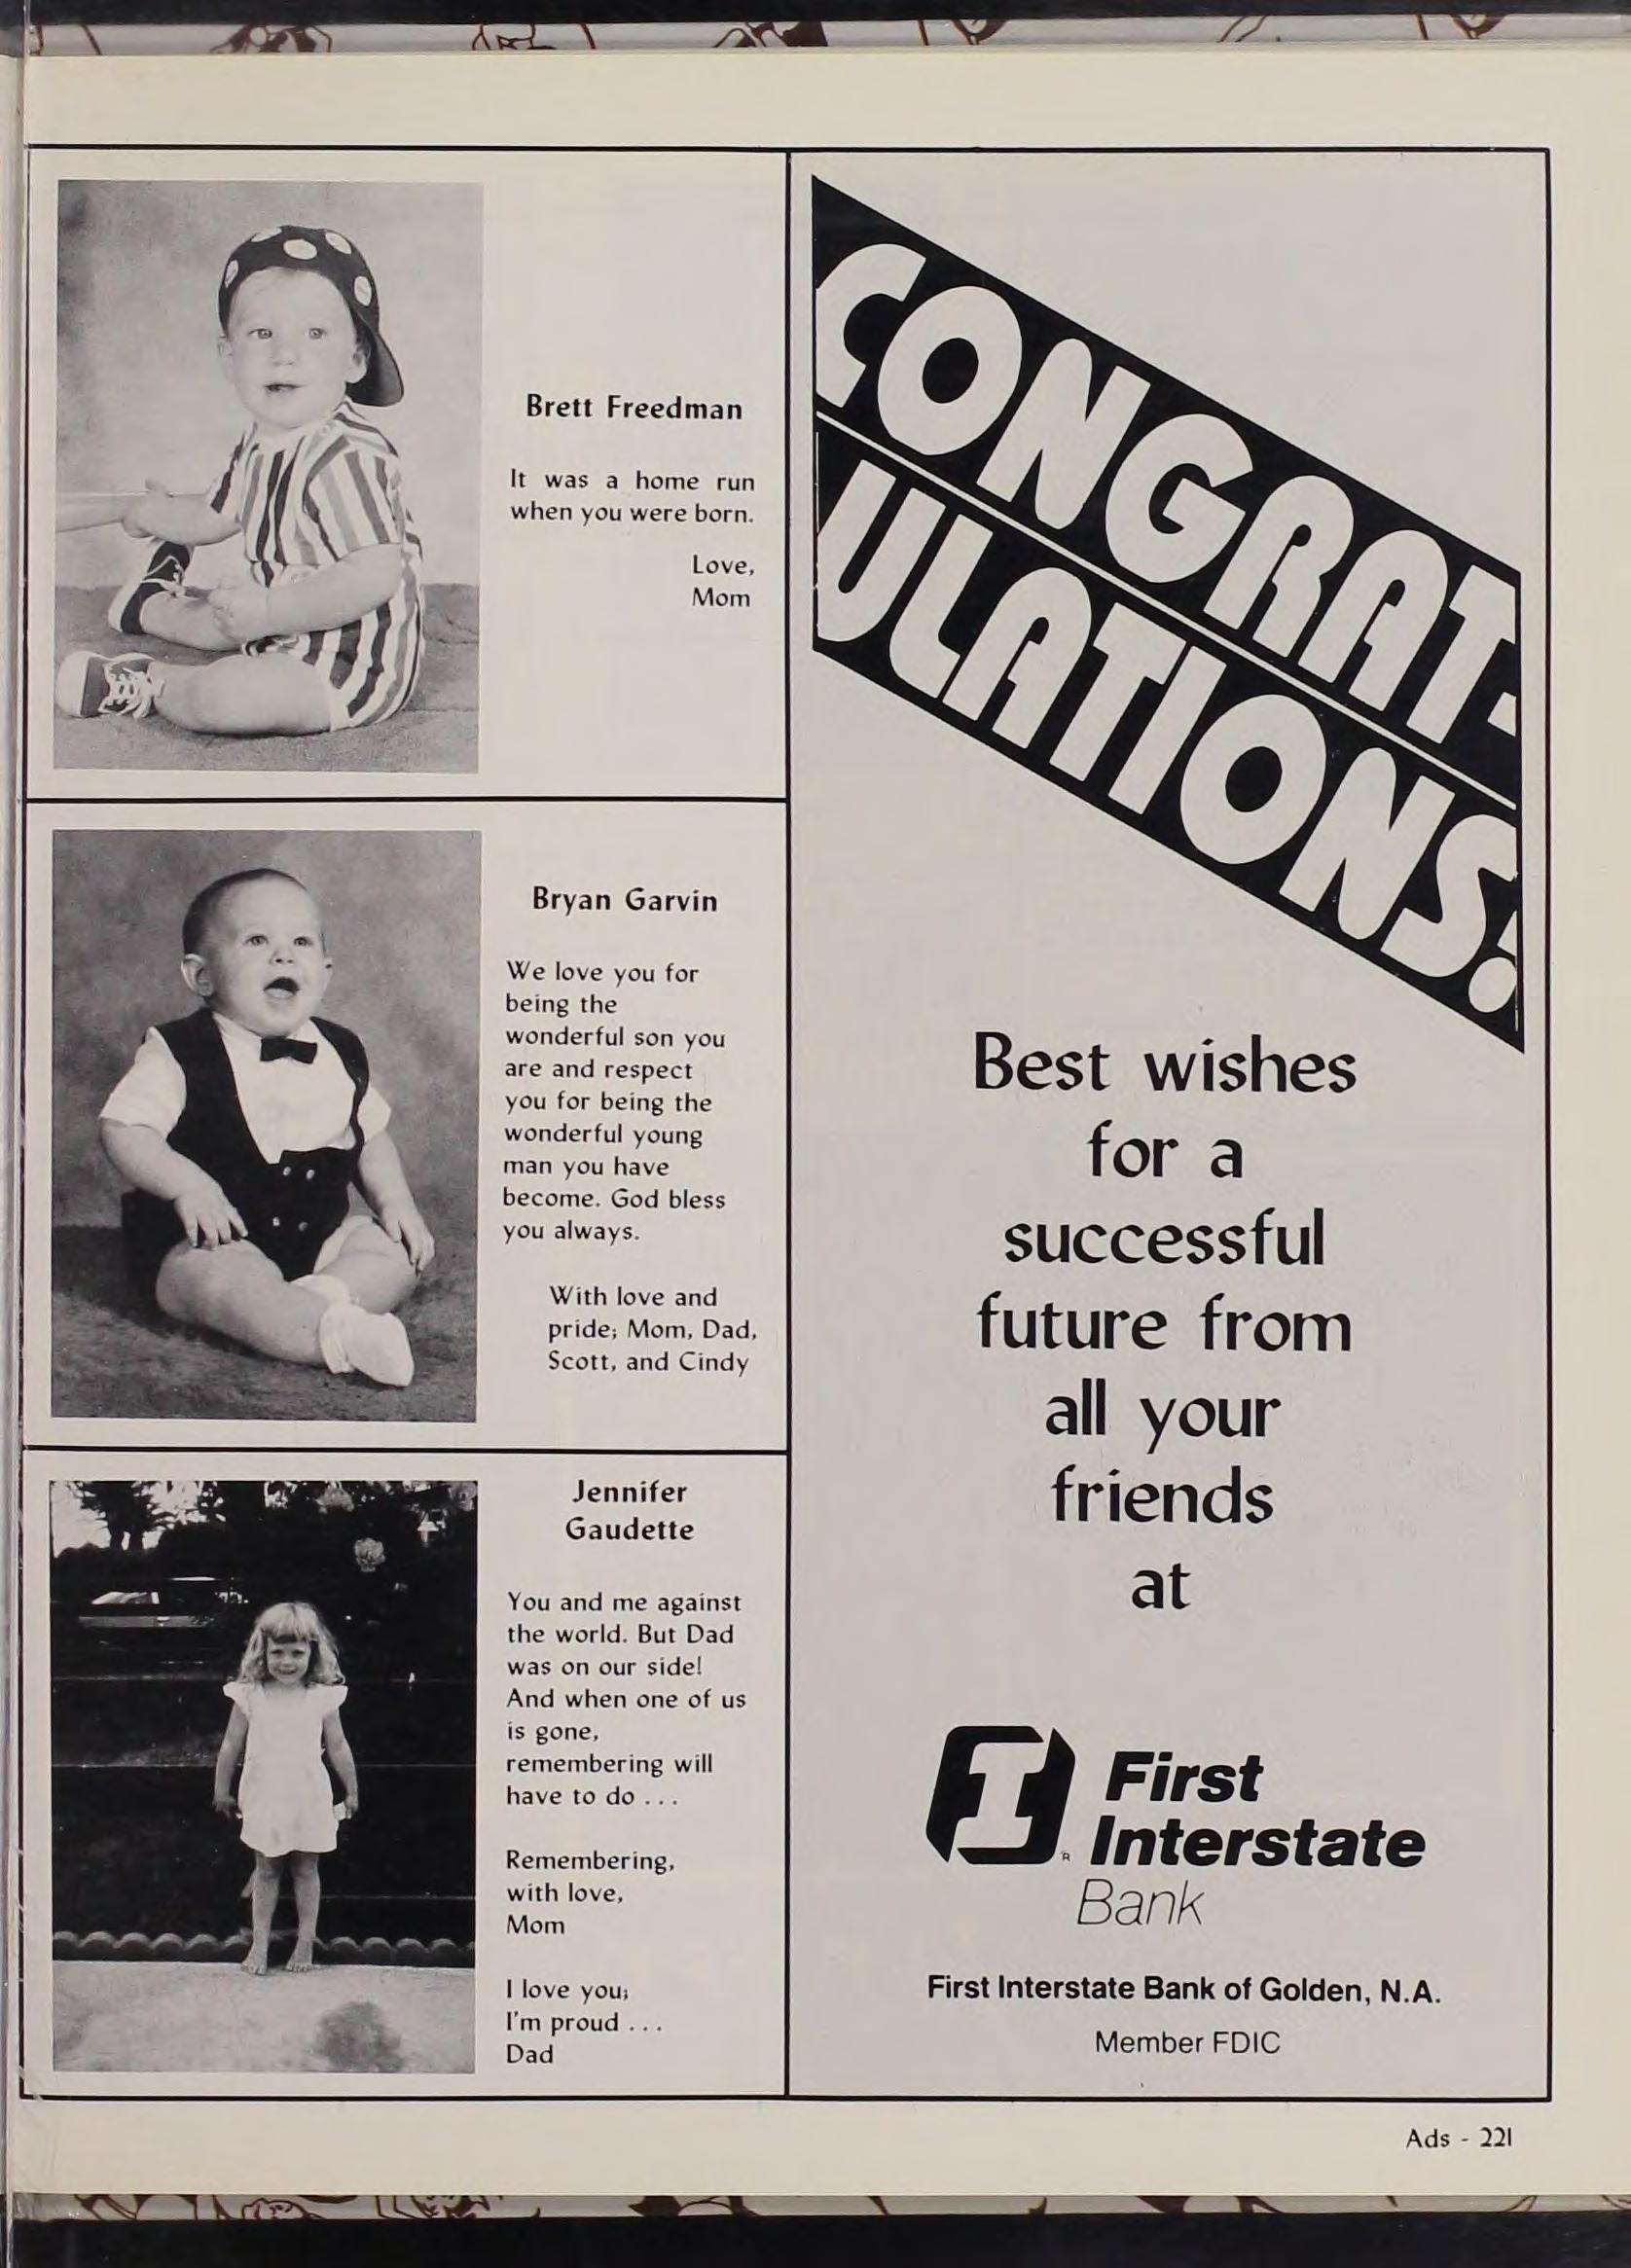 Brett Freedman
It was a home run
when you were born.
Love,
Mom
Bryan Garvin
We love you for
being the
wonderful son you
are and respect
you for being the
wonderful young
man you have
become. God bless
you always.
With love and
pride; Mom, Dad,
Scott, and Cindy
Jennifer
Gaudette
You and me against
the world. But Dad
was on our side!
And when one of us
is gone,
remembering will
have to do . . .
Remembering,
with love,
Mom
I love you;
I'm proud . . .
Dad
CONGRAT-
ULATIONS!
Best wishes
for a
successful
future from
all your
friends
at
I
R
First
Interstate
Bank
First Interstate Bank of Golden, N.A.
Member FDIC
Ads - 221